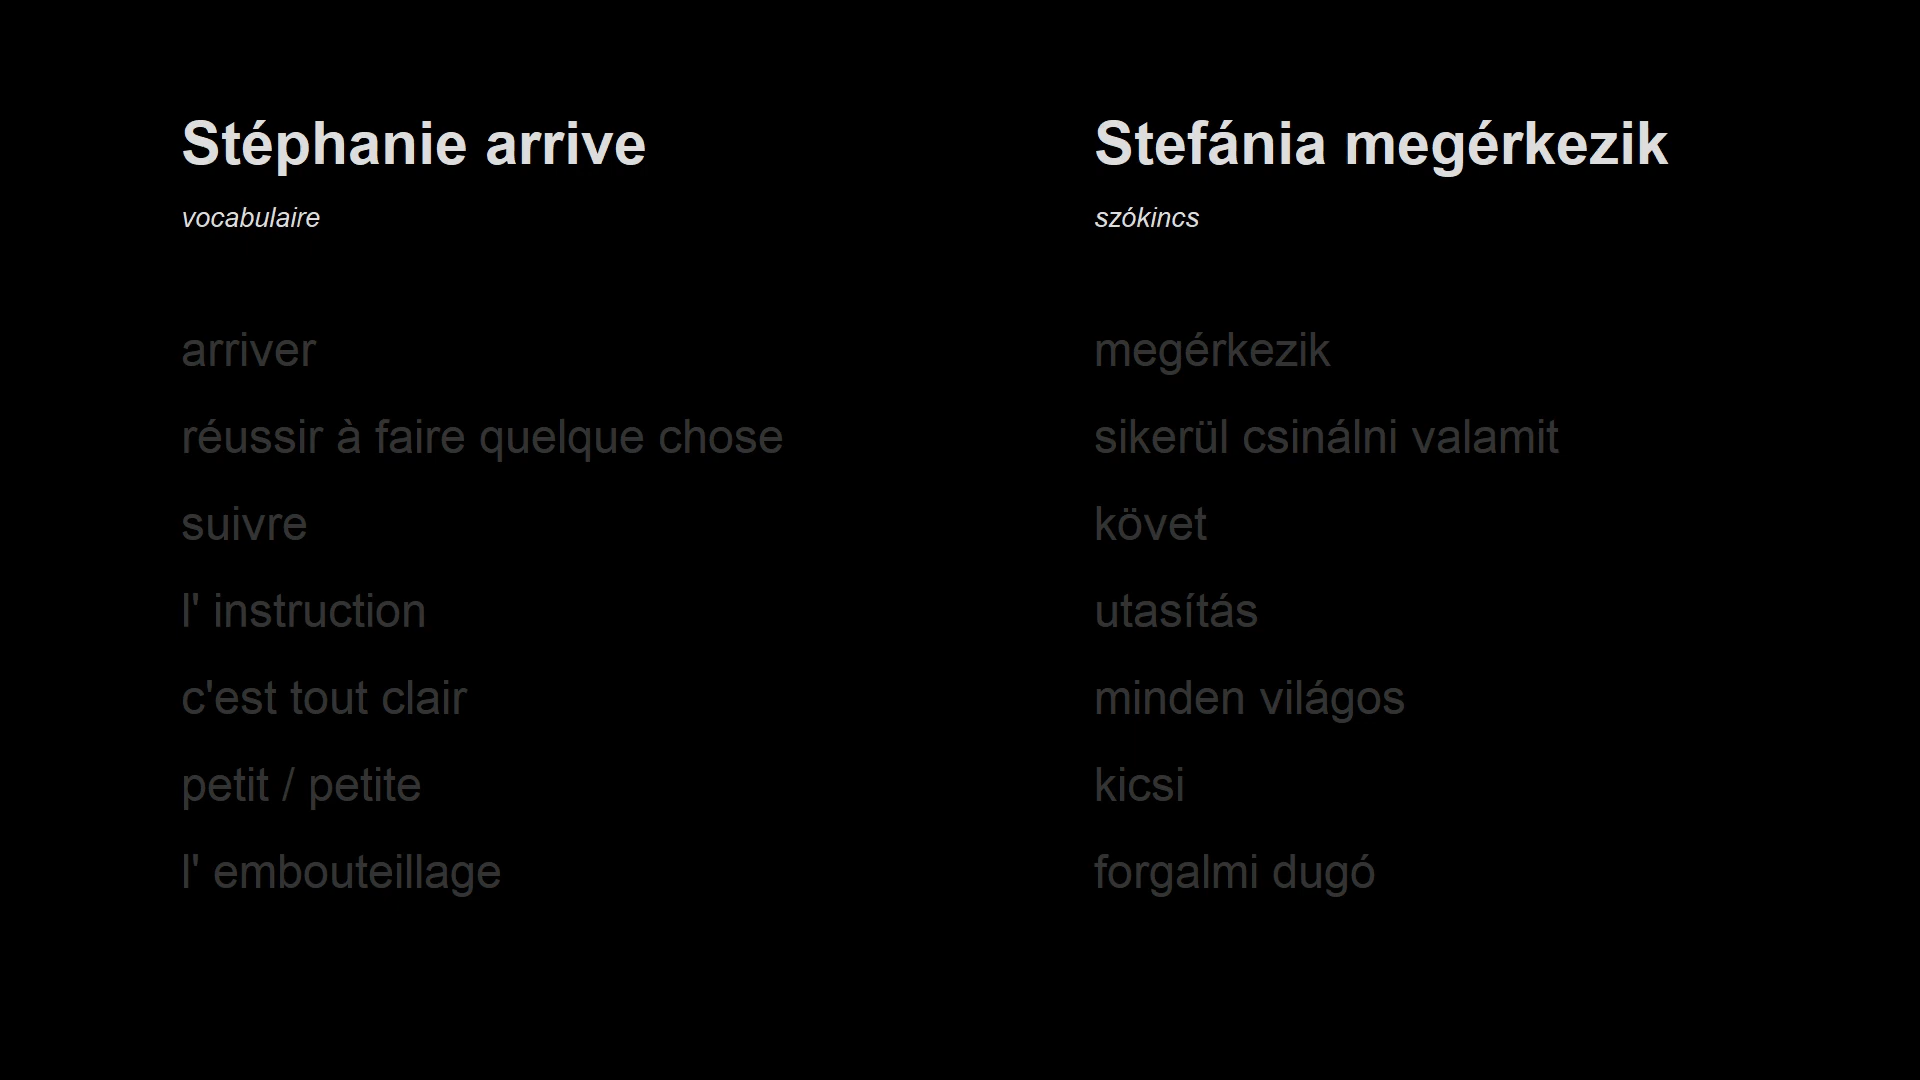 Stéphanie arrive
vocabulaire
arriver
réussir à faire quelque chose
suivre
l' instruction
c'est tout clair
petit / petite
l' embouteillage
Stefánia megérkezik
szókincs
megérkezik
sikerül csinálni valamit
követ
utasítás
minden világos
kicsi
forgalmi dugó